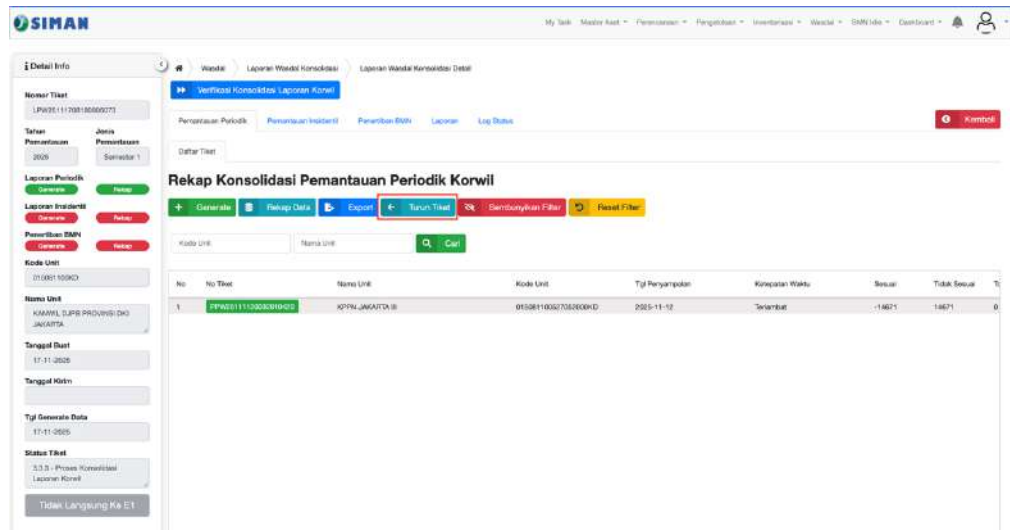 SIMAN
My Task Master Aset Perencanaan Pengelolaan Inventarisasi Wasdal BMN Idle Dashboard
Detail Info
Wasdal Laporan Wasdal Konsolidasi Laporan Wasdal Konsolidasi Detail
Verifikasi Konsolidasi Laporan Korwil
Nomor Tiket
Pemantauan Periodik Pemantauan Insidentil Penertiban BMN Laporan Log Status Kembali
Tahun Pemantauan Jenis Pemantauan
Semester 1
Daftar Tiket
Laporan Periodik
Generate Rekap
Rekap Konsolidasi Pemantauan Periodik Korwil
Laporan Insidentil
Generate Rekap
Generate Rekap Data Export Turun Tiket Sembunyikan Filter Reset Filter
Penertiban BMN
Generate Rekap
Kode Unit Nama Unit Cari
Kode Unit
No No Tiket Nama Unit Kode Unit Tgl Penyampaian Ketepatan Waktu Sesuai Tidak Sesuai
Nama Unit
KANWIL DJPB PROVINSI DKI JAKARTA
1 KPPN JAKARTA III 2025-11-12 Terlambat -14671 14671 0
Tanggal Buat
17-11-2025
Tanggal Kirim
Tgl Generate Data
17-11-2025
Status Tiket
Proses Konsolidasi
Laporan Korwil
Tidak Langsung Ke E1